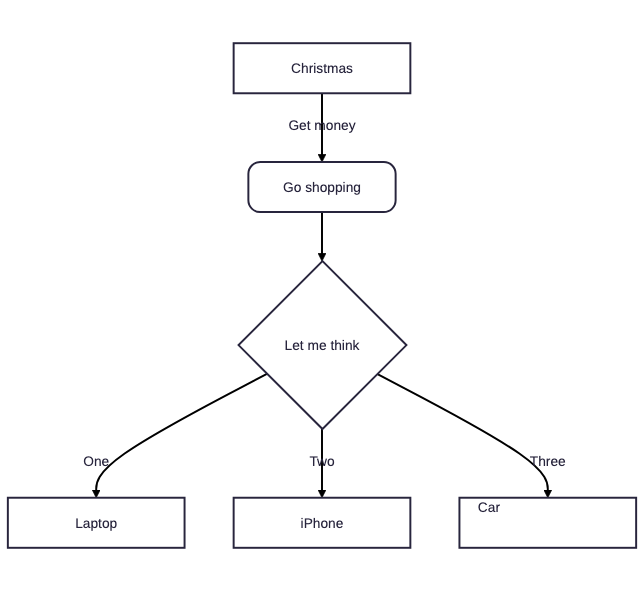 Christmas
Get money
Go shopping
Let me think
One
Two
Three
Laptop
iPhone
Car